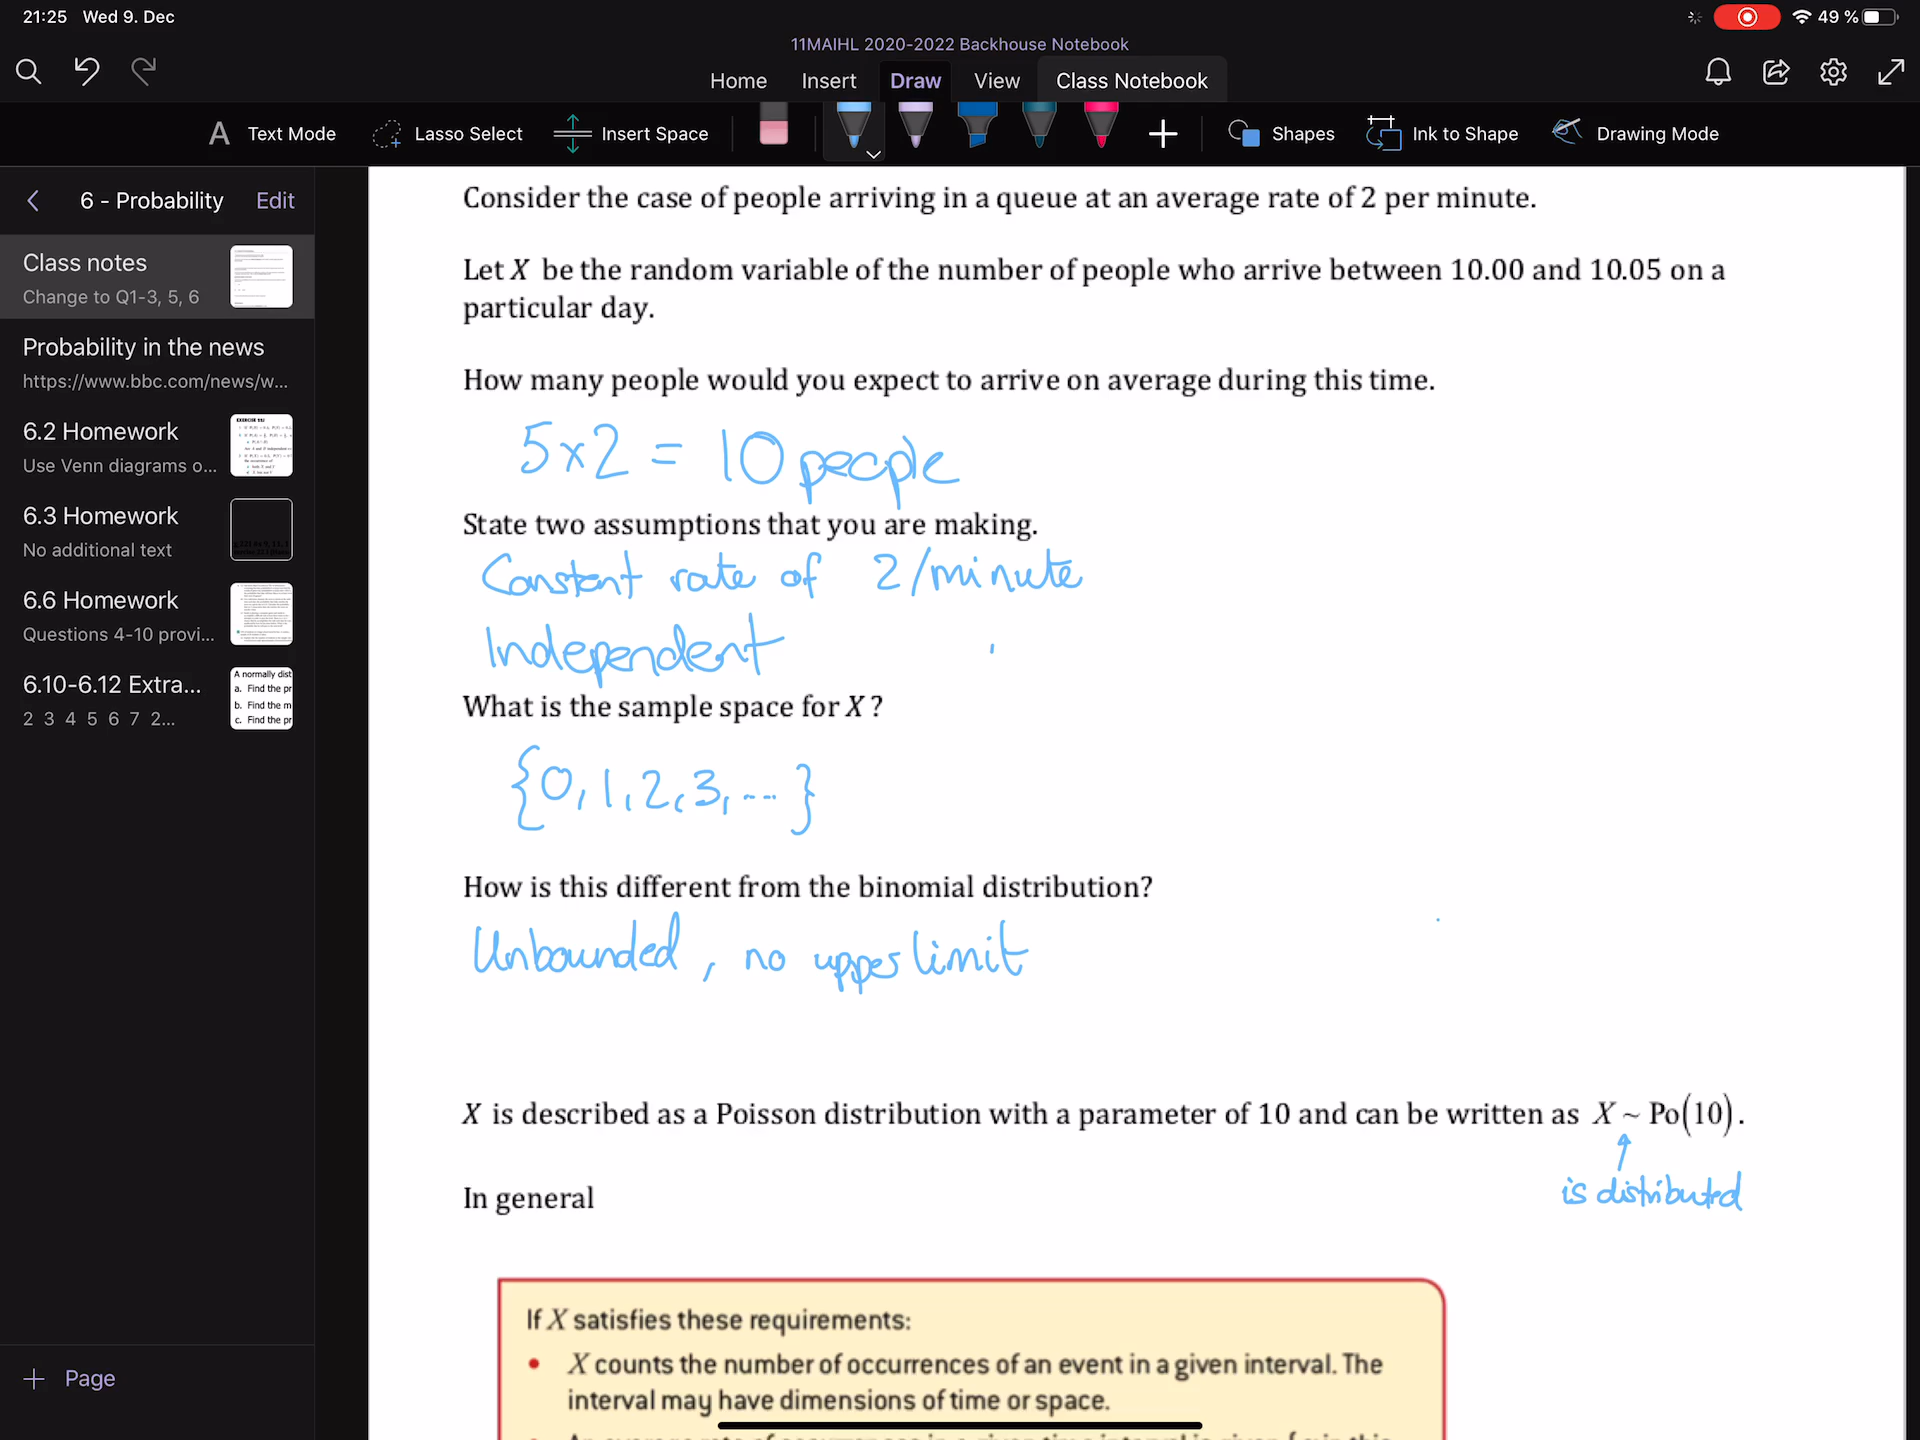 21:25 Wed 9. Dec
49 %
11MAIHL 2020-2022 Backhouse Notebook
Home Insert Draw View Class Notebook
A Text Mode Lasso Select Insert Space Shapes Ink to Shape Drawing Mode
6 - Probability Edit
Class notes
Change to Q1-3, 5, 6
Probability in the news
https://www.bbc.com/news/w...
6.2 Homework
Use Venn diagrams o...
6.3 Homework
No additional text
6.6 Homework
Questions 4-10 provi...
6.10-6.12 Extra...
2 3 4 5 6 7 2...
A normally dist
a. Find the pr
b. Find the m
c. Find the pr
+ Page
Consider the case of people arriving in a queue at an average rate of 2 per minute.
Let X be the random variable of the number of people who arrive between 10.00 and 10.05 on a
particular day.
How many people would you expect to arrive on average during this time.
5x2 = 10 people
State two assumptions that you are making.
Constant rate of 2/minute
Independent
What is the sample space for X?
{0,1,2,3,...}
How is this different from the binomial distribution?
Unbounded, no upper limit
X is described as a Poisson distribution with a parameter of 10 and can be written as X ~ Po(10).
is distributed
In general
If X satisfies these requirements:
• X counts the number of occurrences of an event in a given interval. The
interval may have dimensions of time or space.